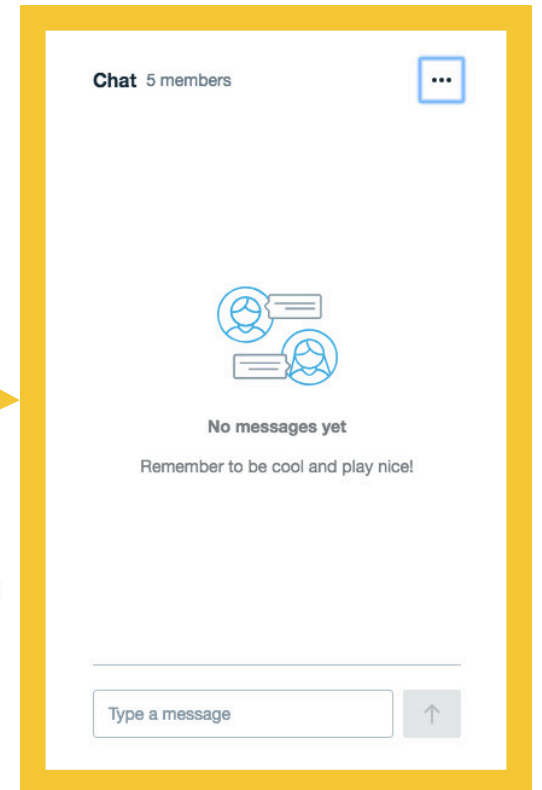 Chat 5 members
No messages yet
Remember to be cool and play nice!
Type a message